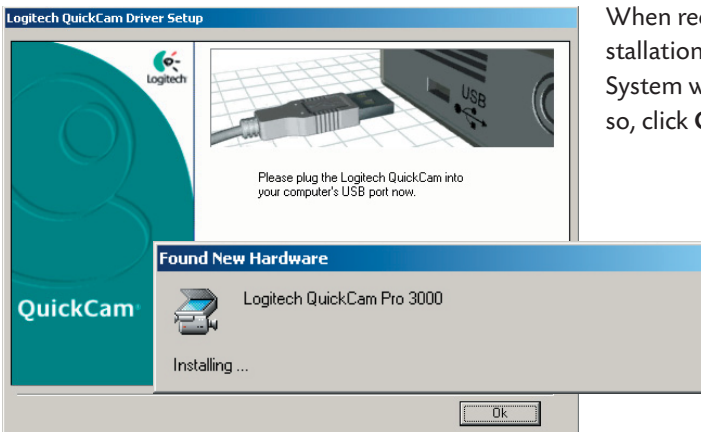 Logitech QuickCam Driver Setup
Logitech
USB
Please plug the Logitech QuickCam into
your computer's USB port now.
Found New Hardware
Logitech QuickCam Pro 3000
Installing ...
QuickCam
Ok
When
stallation
System
so, click